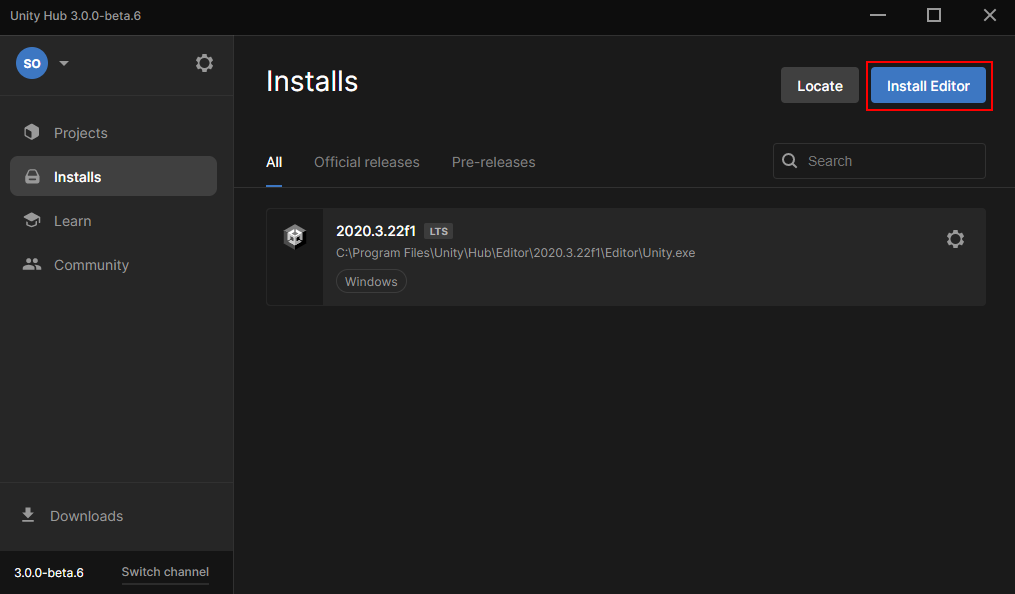 Unity Hub 3.0.0-beta.6
SO
Projects
Installs
Learn
Community
Downloads
3.0.0-beta.6 Switch channel
Installs
Locate Install Editor
All Official releases Pre-releases Search
2020.3.22f1 LTS
C:\Program Files\Unity\Hub\Editor\2020.3.22f1\Editor\Unity.exe
Windows